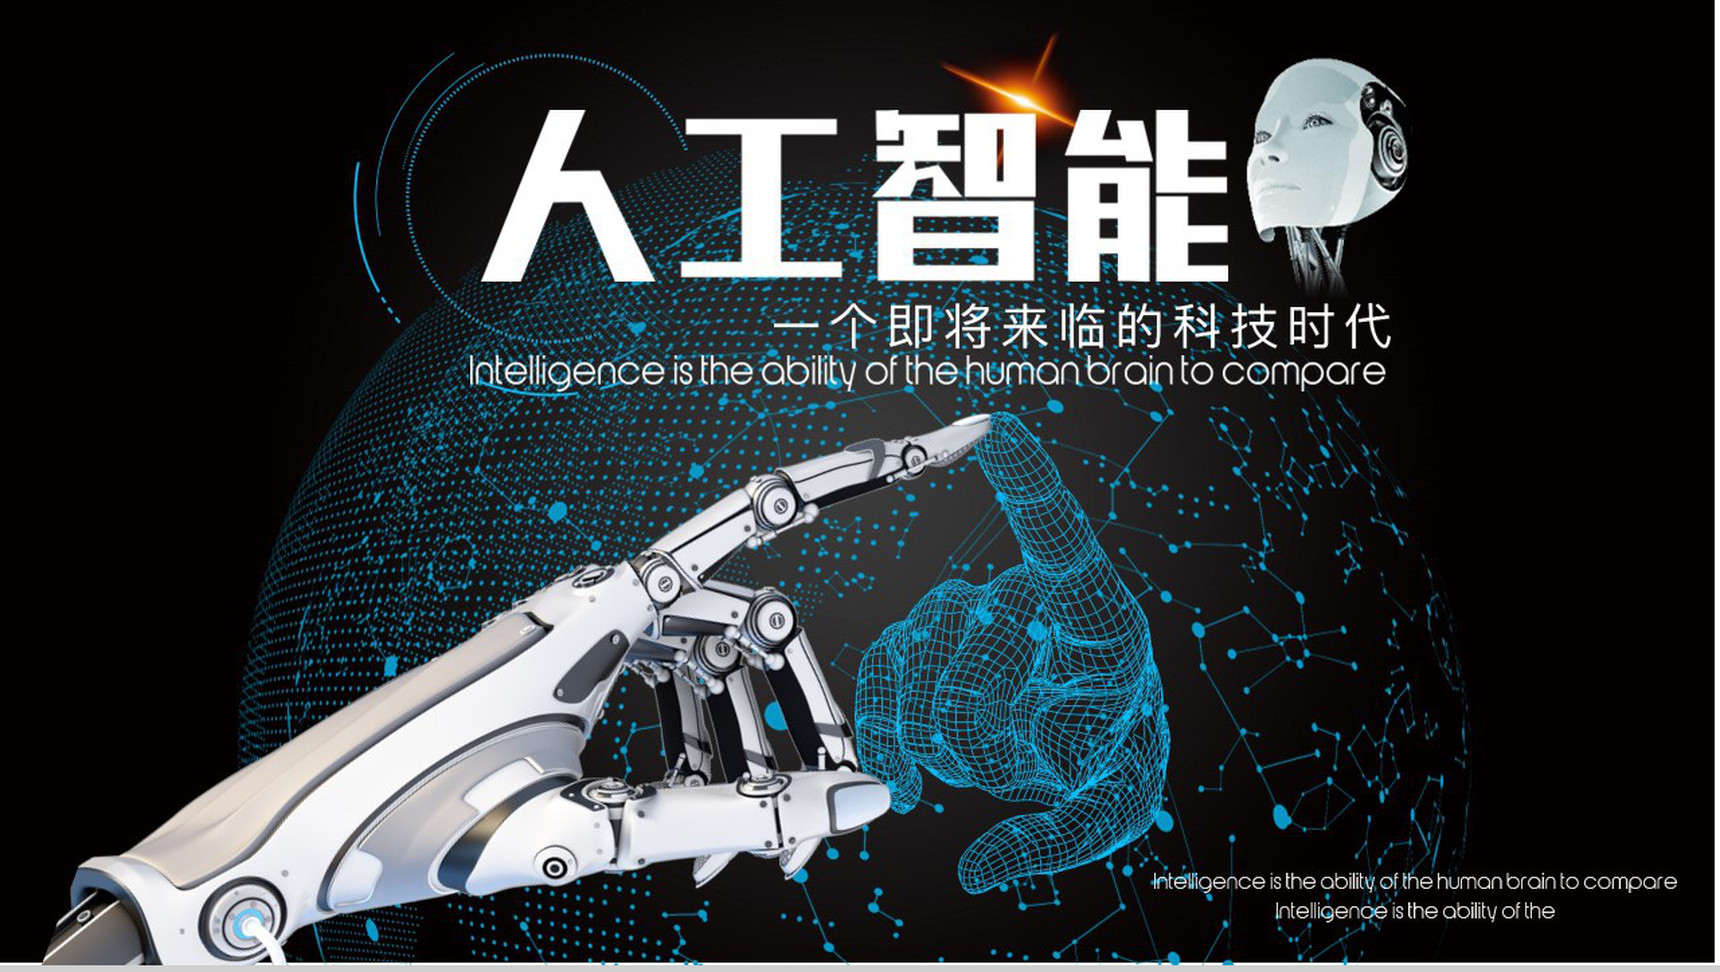 人工智能
一个即将来临的科技时代
Intelligence is the ability of the human brain to compare
Intelligence is the ability of the human brain to compare
Intelligence is the ability of the